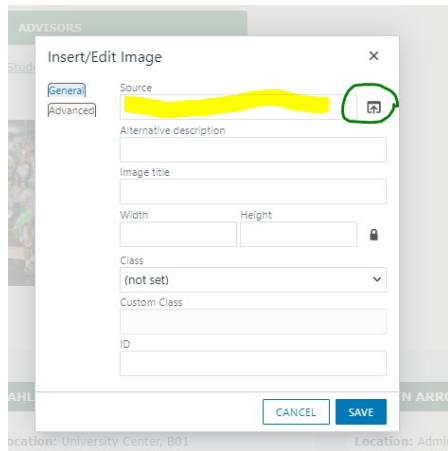 ADVISORS
Insert/Edit Image
General
Source
Advanced
Alternative description
Image title
Width Height
Class
(not set)
Custom Class
ID
CANCEL SAVE
Location: University Center, B01
Location: